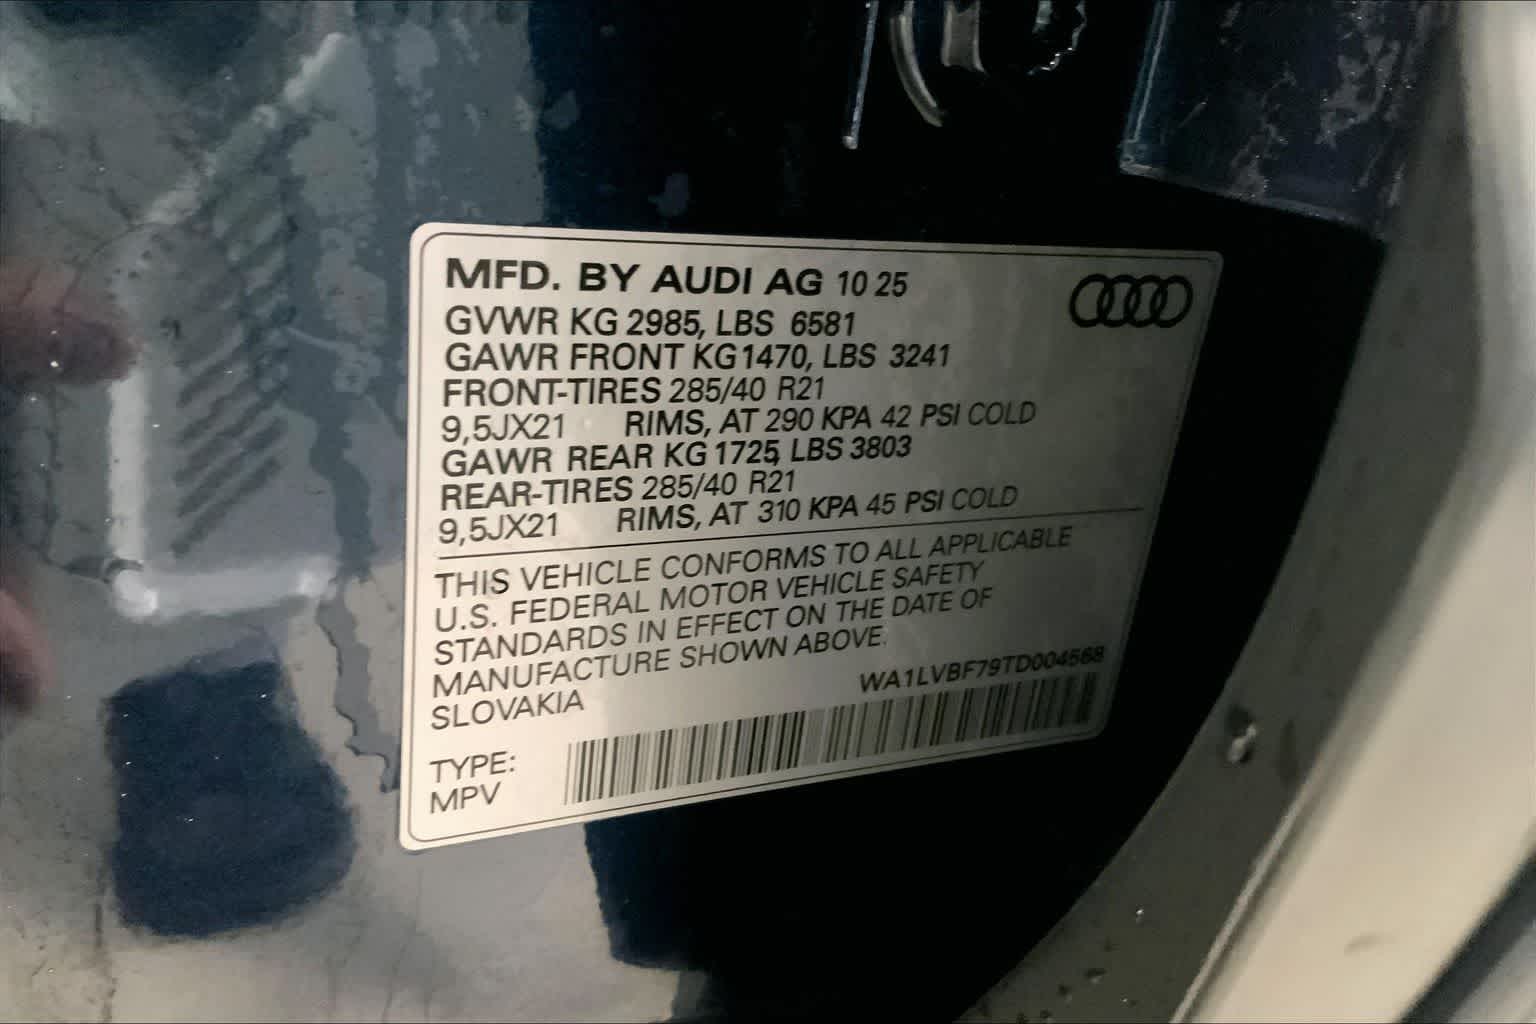 MFD. BY AUDI AG 10 25
GVWR KG 2985, LBS 6581
GAWR FRONT KG 1470, LBS 3241
FRONT-TIRES 285/40 R21
9,5JX21 RIMS, AT 290 KPA 42 PSI COLD
GAWR REAR KG 1725, LBS 3803
REAR-TIRES 285/40 R21
9,5JX21 RIMS, AT 310 KPA 45 PSI COLD
THIS VEHICLE CONFORMS TO ALL APPLICABLE
U.S. FEDERAL MOTOR VEHICLE SAFETY
STANDARDS IN EFFECT ON THE DATE OF
MANUFACTURE SHOWN ABOVE.
SLOVAKIA
WA1LVBF79TD004568
TYPE:
MPV